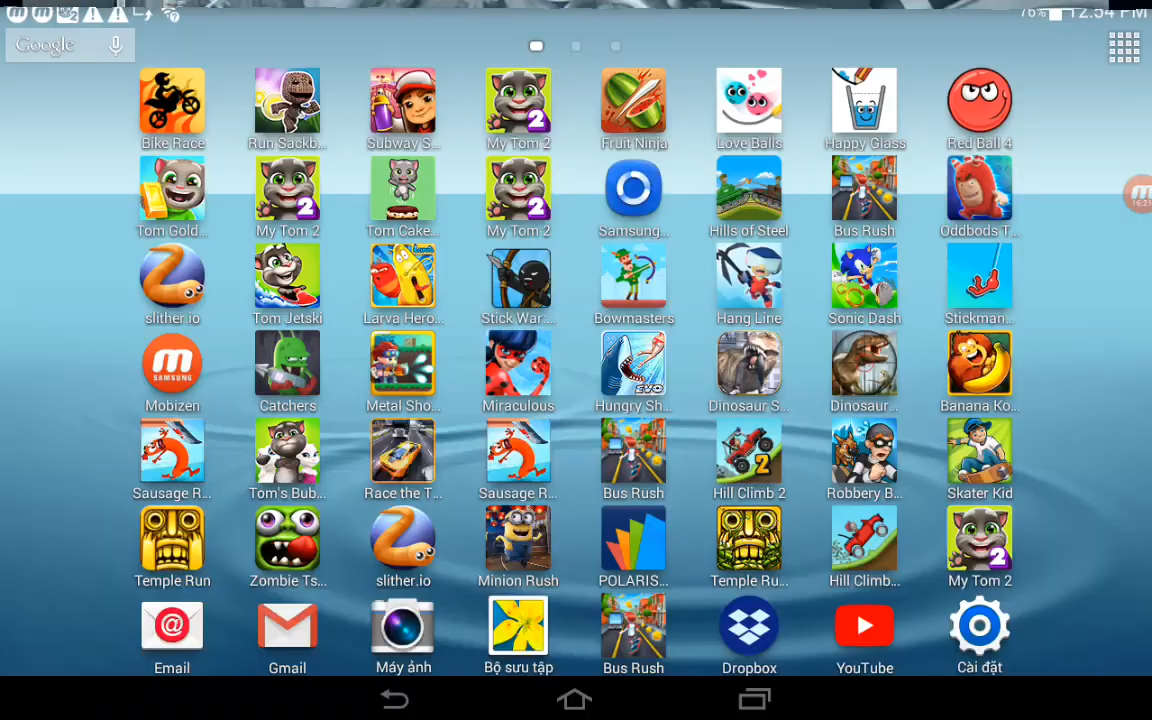 76% 12:54 PM
Google
Bike Race Run Sackb... Subway S... My Tom 2 Fruit Ninja Love Balls Happy Glass Red Ball 4
Tom Gold... My Tom 2 Tom Cake... My Tom 2 Samsung... Hills of Steel Bus Rush Oddbods T...
slither.io Tom Jetski Larva Hero... Stick War:... Bowmasters Hang Line Sonic Dash Stickman...
Mobizen Catchers Metal Sho... Miraculous Hungry Sh... Dinosaur S... Dinosaur... Banana Ko...
Sausage R... Tom's Bub... Race the T... Sausage R... Bus Rush Hill Climb 2 Robbery B... Skater Kid
Temple Run Zombie Ts... slither.io Minion Rush POLARIS... Temple Ru... Hill Climb... My Tom 2
Email Gmail Máy ảnh Bộ sưu tập Bus Rush Dropbox YouTube Cài đặt